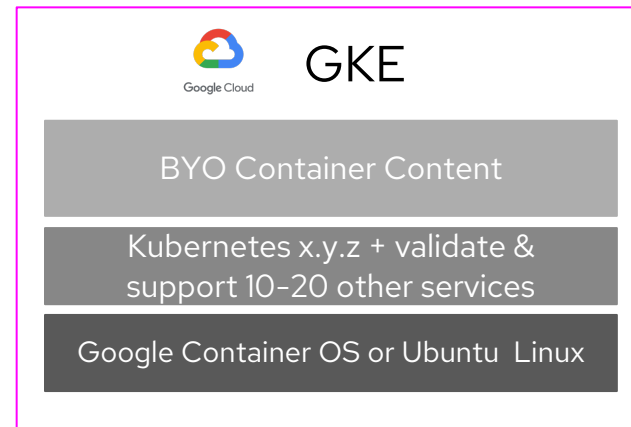 Google Cloud
GKE
BYO Container Content
Kubernetes x.y.z + validate &
support 10-20 other services
Google Container OS or Ubuntu Linux